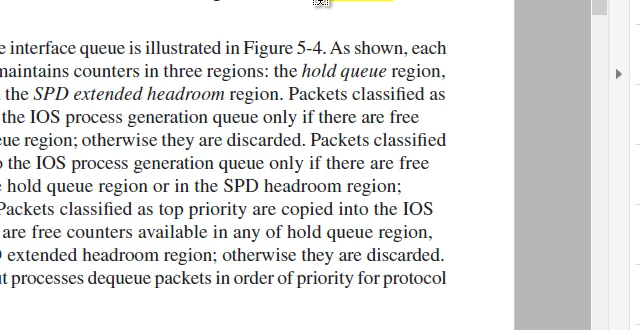 e interface queue is illustrated in Figure 5-4. As shown, each
maintains counters in three regions: the hold queue region,
the SPD extended headroom region. Packets classified as
the IOS process generation queue only if there are free
region; otherwise they are discarded. Packets classified
the IOS process generation queue only if there are free
hold queue region or in the SPD headroom region;
Packets classified as top priority are copied into the IOS
are free counters available in any of hold queue region,
extended headroom region; otherwise they are discarded.
processes dequeue packets in order of priority for protocol